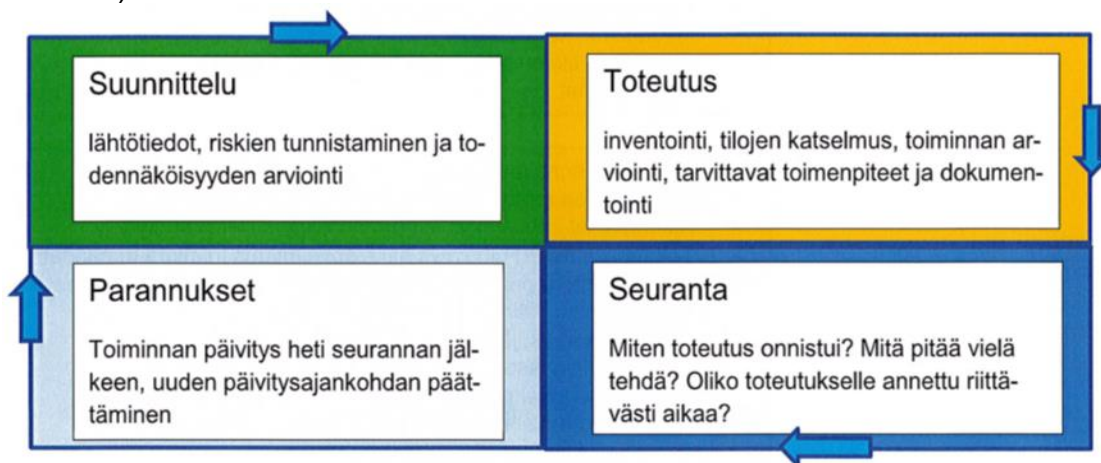 Suunnittelu
lähtötiedot, riskien tunnistaminen ja to-
dennäköisyyden arviointi
Toteutus
inventointi, tilojen katselmus, toiminnan ar-
viointi, tarvittavat toimenpiteet ja dokumen-
tointi
Parannukset
Toiminnan päivitys heti seurannan jäl-
keen, uuden päivitysajankohdan päät-
täminen
Seuranta
Miten toteutus onnistui? Mitä pitää vielä
tehdä? Oliko toteutukselle annettu riittä-
västi aikaa?